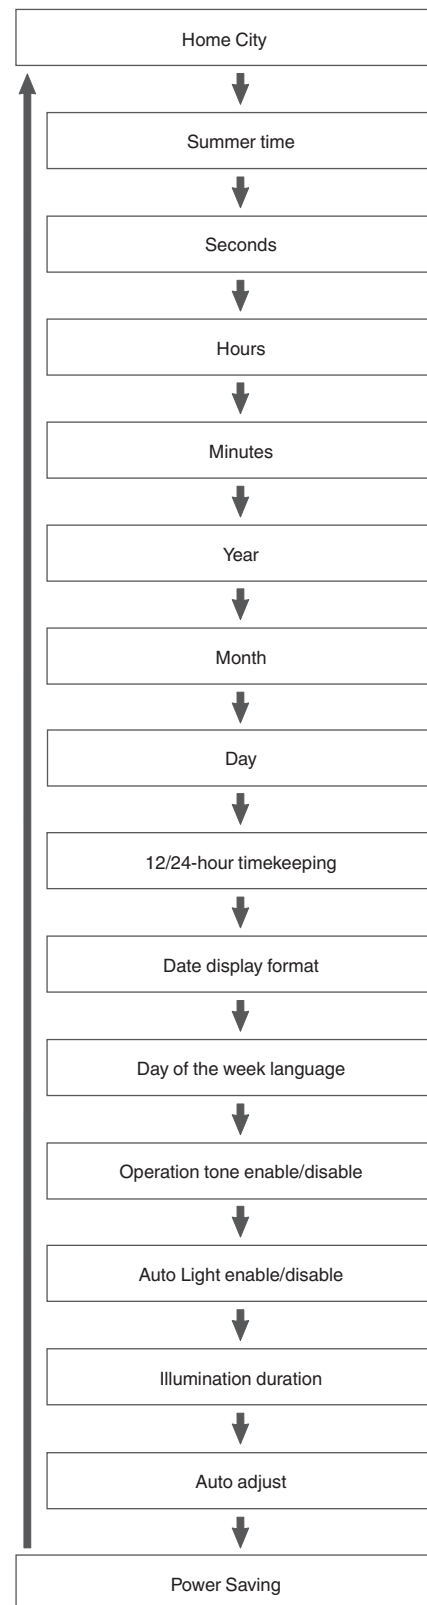 Home City
Summer time
Seconds
Hours
Minutes
Year
Month
Day
12/24-hour timekeeping
Date display format
Day of the week language
Operation tone enable/disable
Auto Light enable/disable
Illumination duration
Auto adjust
Power Saving